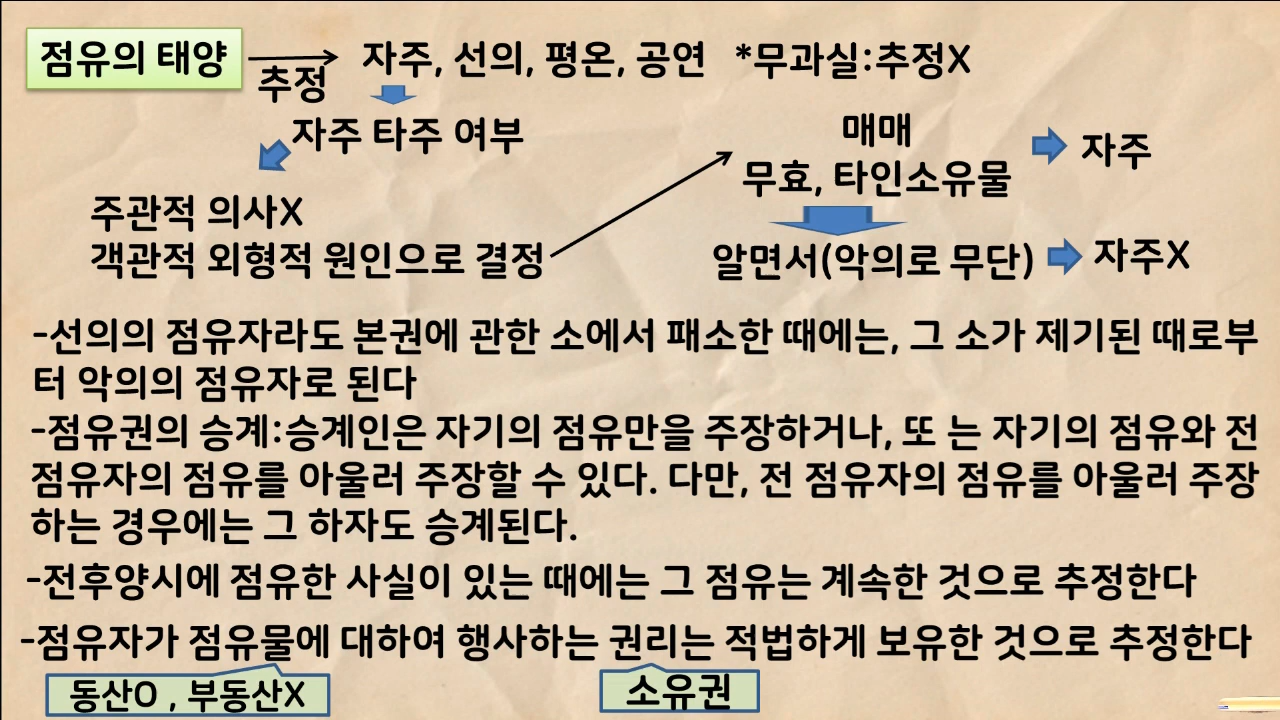 점유의 태양 자주, 선의, 평온, 공연 *무과실:추정X
추정
자주 타주 여부
매매
무효, 타인소유물
자주
주관적 의사X
객관적 외형적 원인으로 결정
알면서(악의로 무단)
자주X
-선의의 점유자라도 본권에 관한 소에서 패소한 때에는, 그 소가 제기된 때로부
터 악의의 점유자로 된다
-점유권의 승계:승계인은 자기의 점유만을 주장하거나, 또 는 자기의 점유와 전
점유자의 점유를 아울러 주장할 수 있다. 다만, 전 점유자의 점유를 아울러 주장
하는 경우에는 그 하자도 승계된다.
-전후양시에 점유한 사실이 있는 때에는 그 점유는 계속한 것으로 추정한다
-점유자가 점유물에 대하여 행사하는 권리는 적법하게 보유한 것으로 추정한다
동산O , 부동산X
소유권